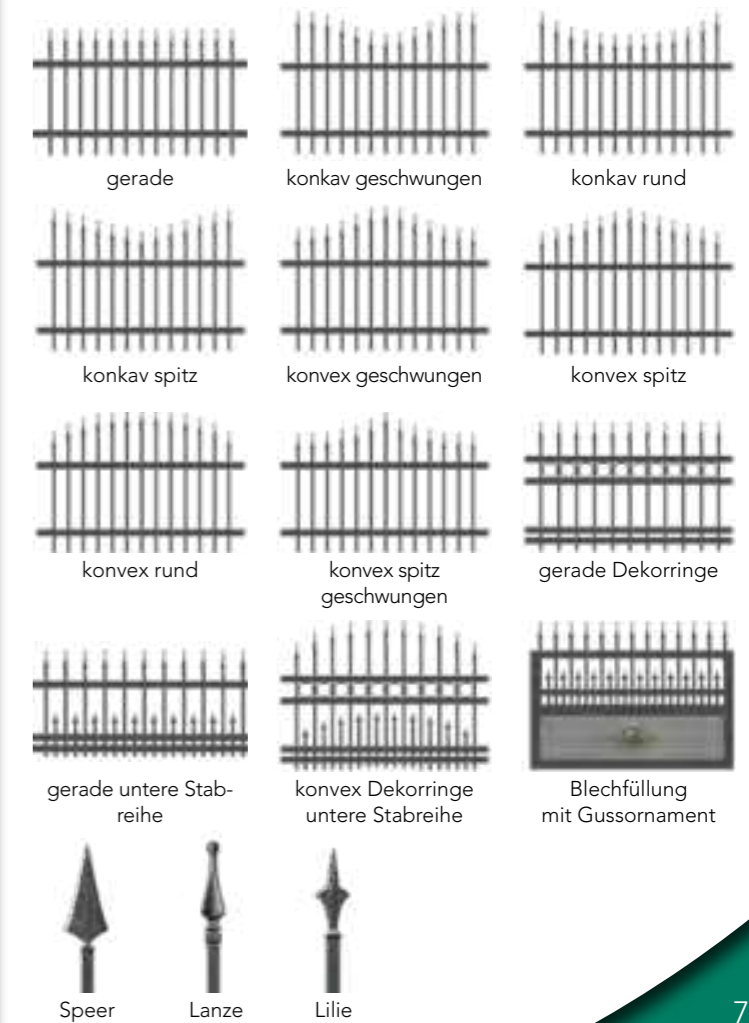 gerade
konkav geschwungen
konkav rund
konkav spitz
konvex geschwungen
konvex spitz
konvex rund
konvex spitz
geschwungen
gerade Dekorringe
gerade untere Stab-
reihe
konvex Dekorringe
untere Stabreihe
Blechfüllung
mit Gussornament
Speer
Lanze
Lilie
7